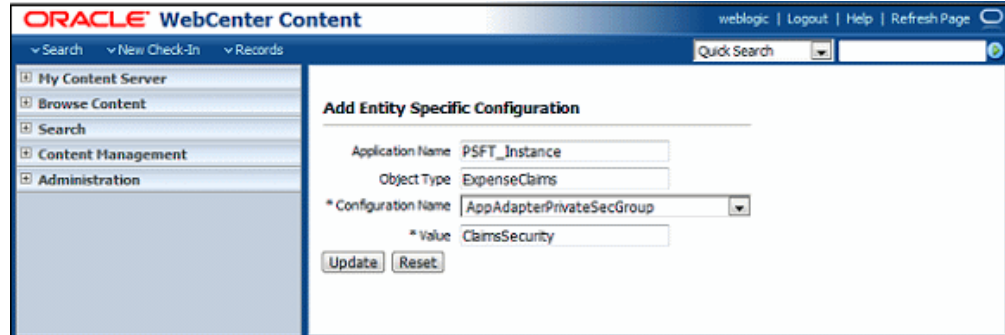 ORACLE WebCenter Content
weblogic | Logout | Help | Refresh Page
Search New Check-In Records
Quick Search
My Content Server
Browse Content
Search
Content Management
Administration
Add Entity Specific Configuration
Application Name PSFT_Instance
Object Type ExpenseClaims
* Configuration Name AppAdapterPrivateSecGroup
* Value ClaimsSecurity
Update Reset